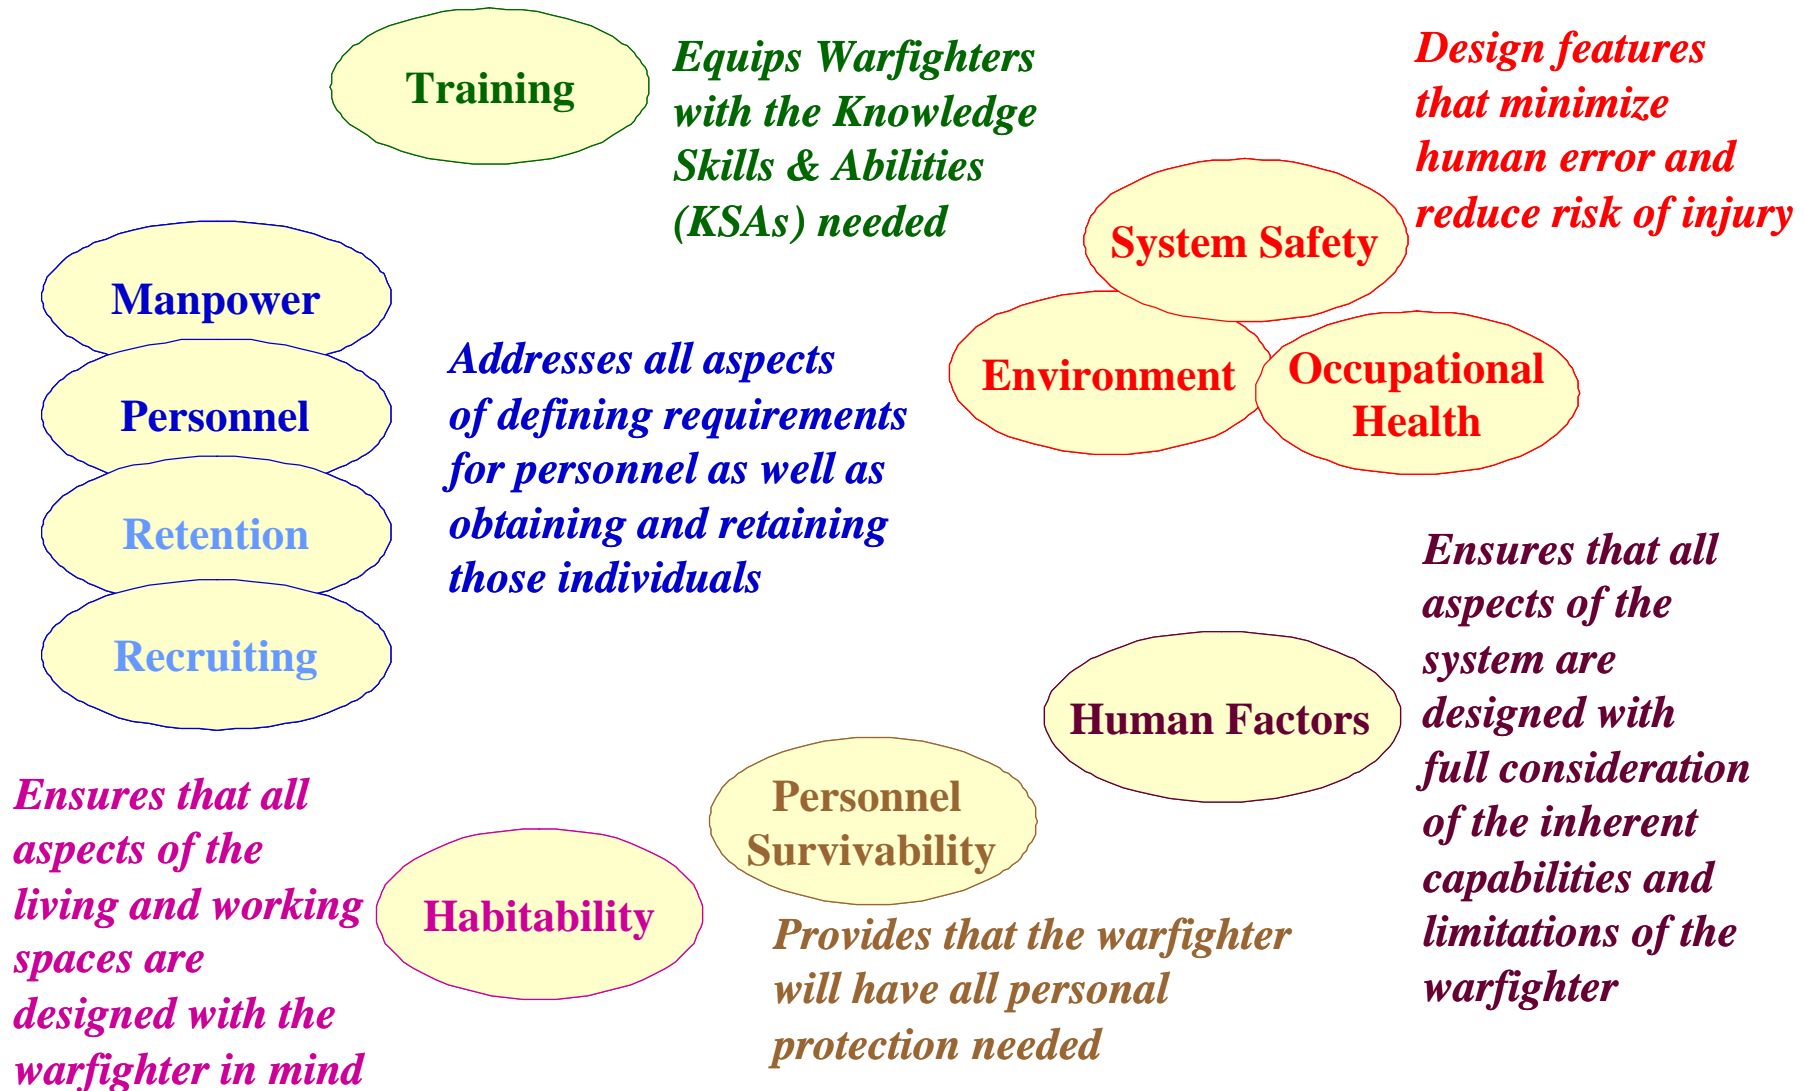 Training
Equips Warfighters
with the Knowledge
Skills & Abilities
(KSAs) needed
Design features
that minimize
human error and
reduce risk of injury
System Safety
Environment
Occupational
Health
Manpower
Personnel
Retention
Recruiting
Addresses all aspects
of defining requirements
for personnel as well as
obtaining and retaining
those individuals
Human Factors
Ensures that all
aspects of the
system are
designed with
full consideration
of the inherent
capabilities and
limitations of the
warfighter
Personnel
Survivability
Provides that the warfighter
will have all personal
protection needed
Habitability
Ensures that all
aspects of the
living and working
spaces are
designed with the
warfighter in mind